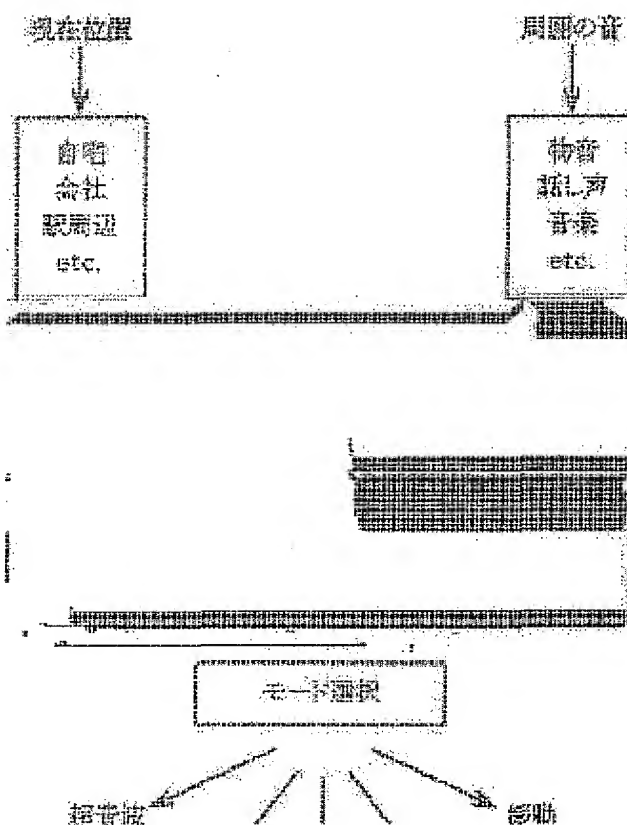 現在位置
周囲の音
自宅
会社
駅周辺
etc.
物音
話し声
音楽
etc.
モード選択
超音波
振動